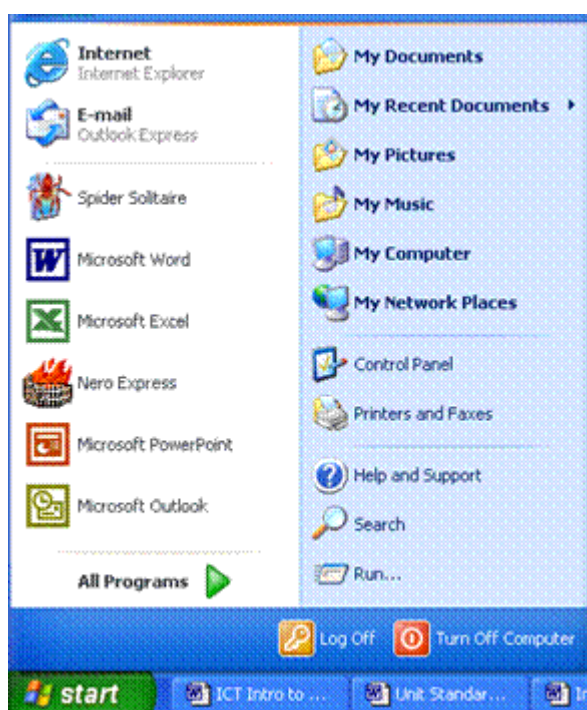 Internet
Internet Explorer
E-mail
Outlook Express
Spider Solitaire
Microsoft Word
Microsoft Excel
Nero Express
Microsoft PowerPoint
Microsoft Outlook
All Programs
My Documents
My Recent Documents
My Pictures
My Music
My Computer
My Network Places
Control Panel
Printers and Faxes
Help and Support
Search
Run...
Log Off
Turn Off Computer
start
ICT Intro to ...
Unit Standar...